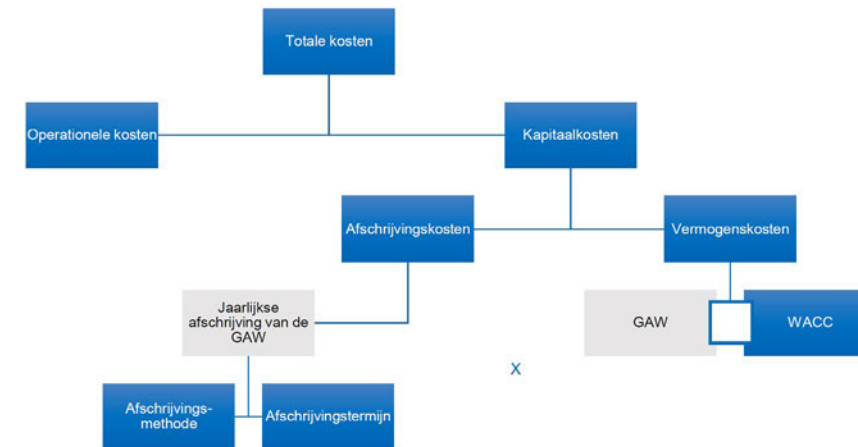 Totale kosten
Operationele kosten
Kapitaalkosten
Afschrijvingskosten
Vermogenskosten
Jaarlijkse
afschrijving van de
GAW
GAW
WACC
X
Afschrijvings-
methode
Afschrijvingstermijn